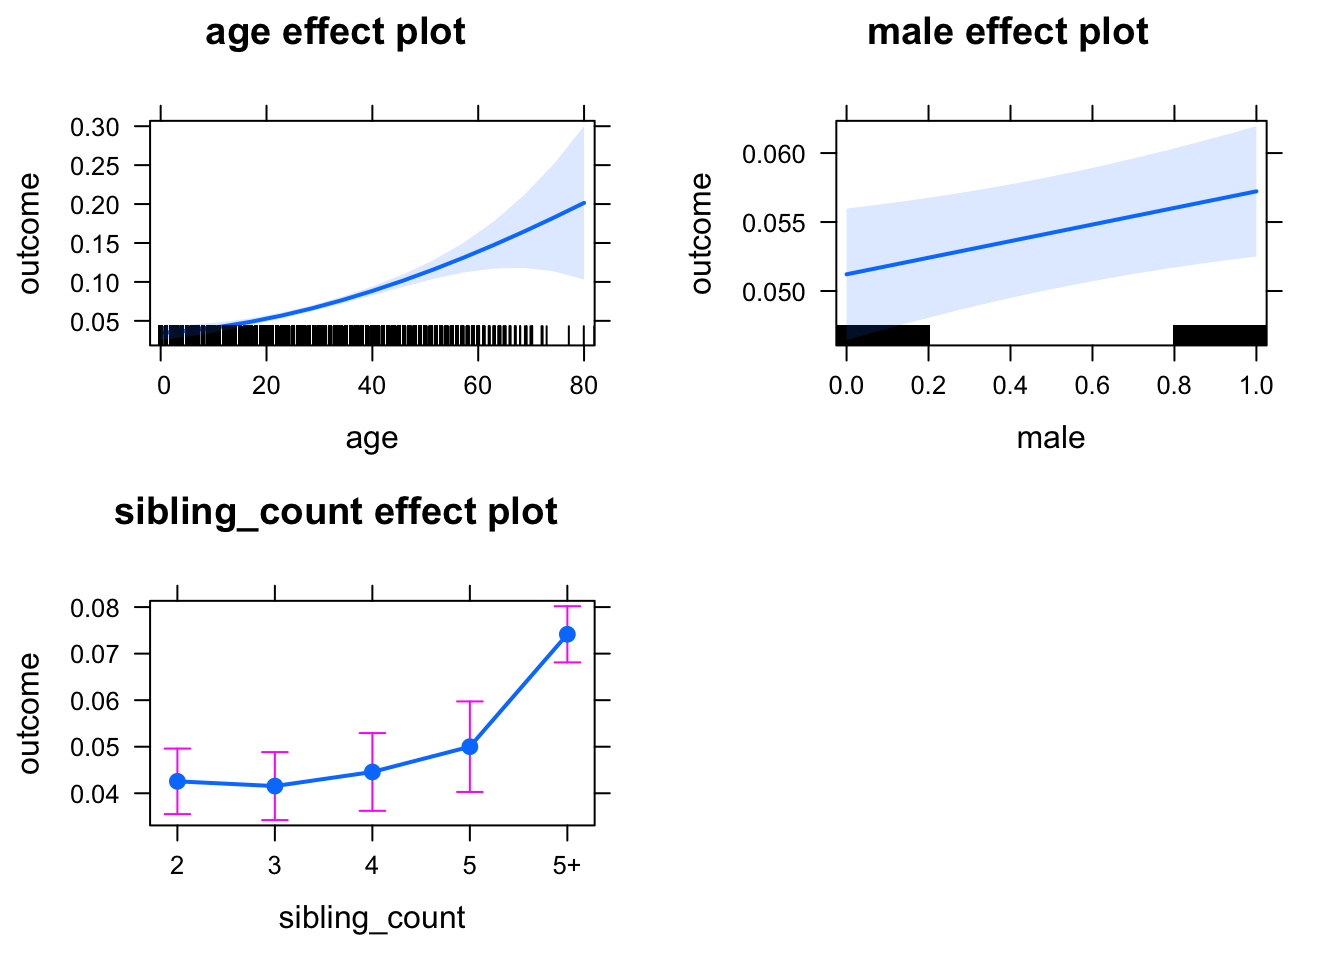 age effect plot
outcome
0.30
0.25
0.20
0.15
0.10
0.05
0 20 40 60 80
age
male effect plot
outcome
0.060
0.055
0.050
0.0 0.2 0.4 0.6 0.8 1.0
male
sibling_count effect plot
outcome
0.08
0.07
0.06
0.05
0.04
2 3 4 5 5+
sibling_count